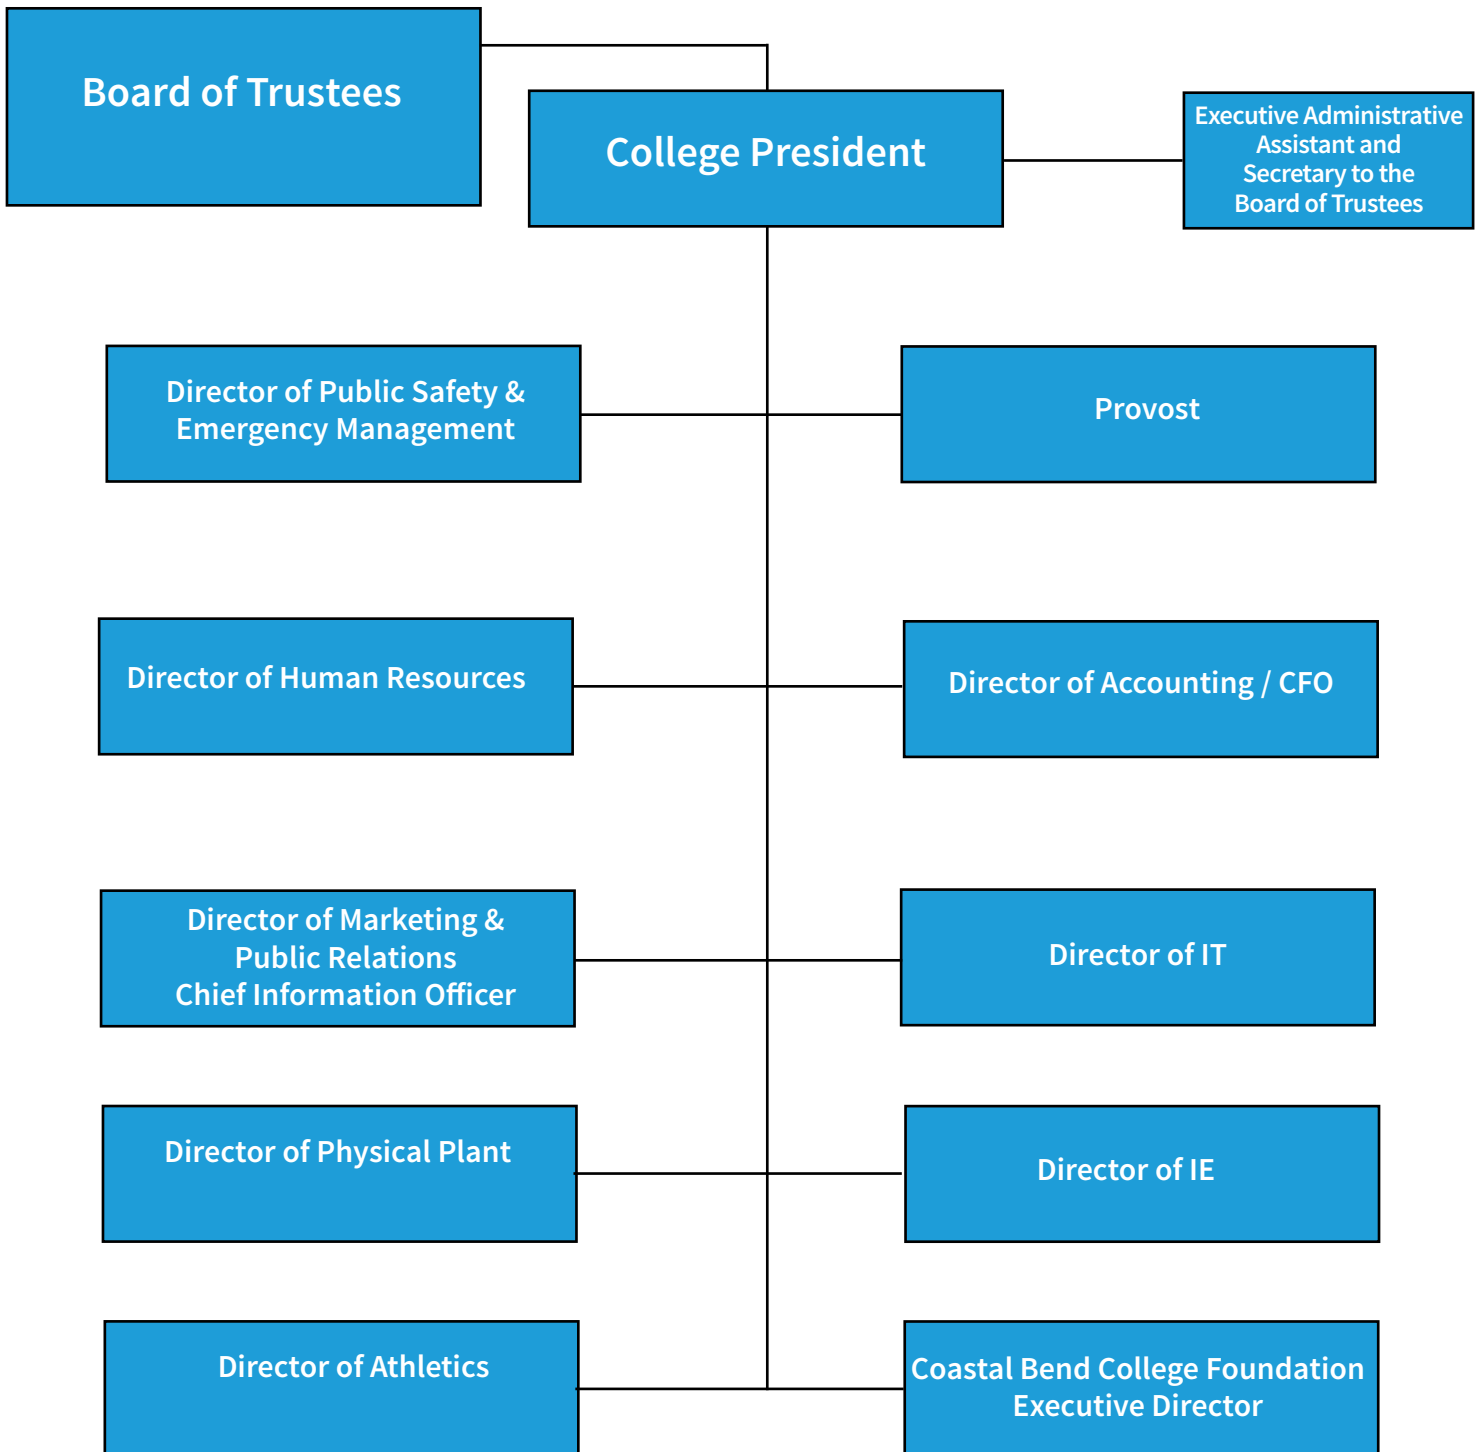 Board of Trustees
College President
Executive Administrative
Assistant and
Secretary to the
Board of Trustees
Director of Public Safety &
Emergency Management
Provost
Director of Human Resources
Director of Accounting / CFO
Director of Marketing &
Public Relations
Chief Information Officer
Director of IT
Director of Physical Plant
Director of IE
Director of Athletics
Coastal Bend College Foundation
Executive Director